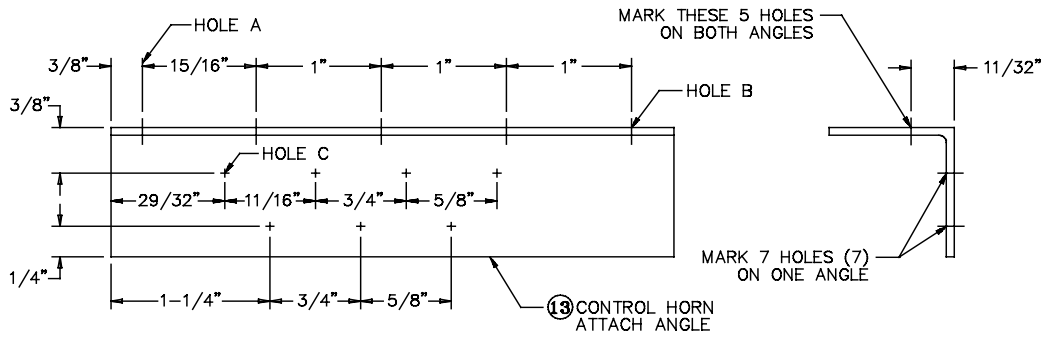 HOLE A
MARK THESE 5 HOLES
ON BOTH ANGLES
3/8” 15/16” 1” 1” 1” 11/32”
3/8”
HOLE B
HOLE C
29/32” 11/16” 3/4” 5/8”
1/4”
MARK 7 HOLES (7)
ON ONE ANGLE
1-1/4” 3/4” 5/8”
13 CONTROL HORN
ATTACH ANGLE